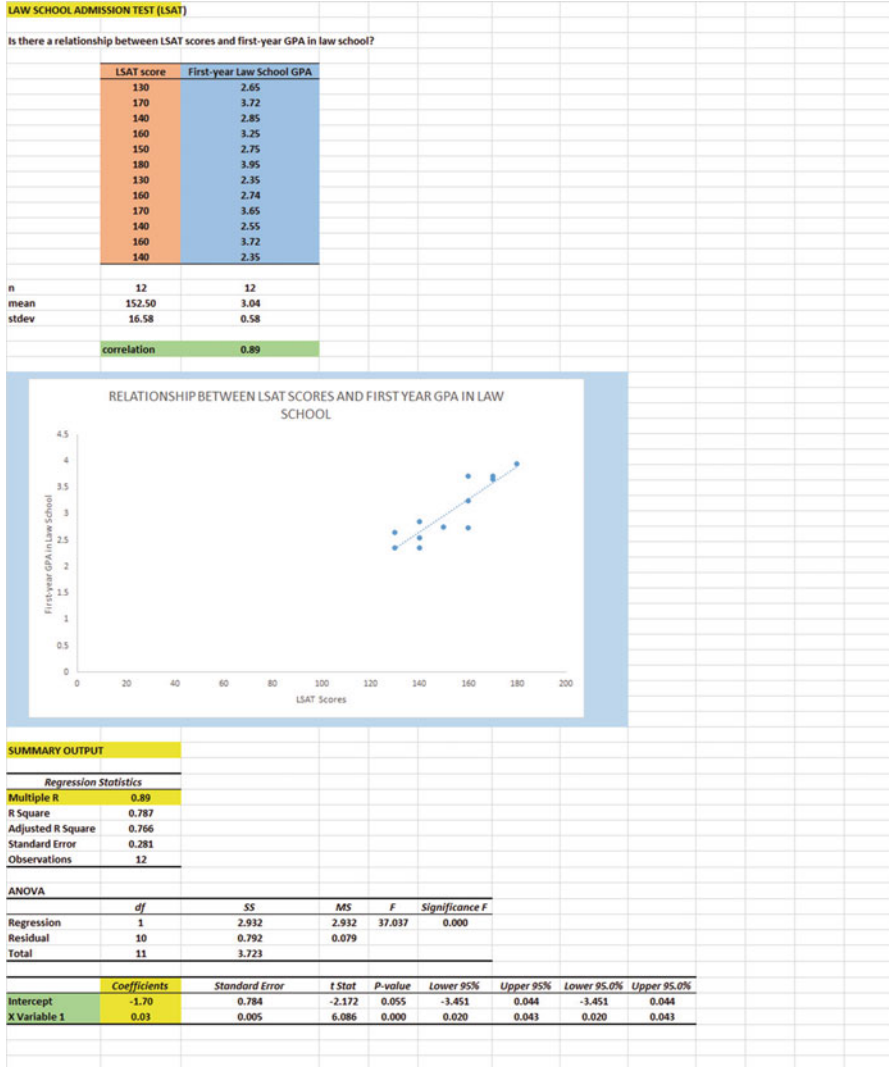 LAW SCHOOL ADMISSION TEST (LSAT)
Is there a relationship between LSAT scores and first-year GPA in law school?
LSAT score First-year Law School GPA
130 2.65
170 3.72
140 2.85
160 3.25
150 2.75
180 3.95
130 2.35
160 2.74
170 3.65
140 2.55
160 3.72
140 2.35
n 12 12
mean 152.50 3.04
stdev 16.58 0.58
correlation 0.89
RELATIONSHIP BETWEEN LSAT SCORES AND FIRST YEAR GPA IN LAW
SCHOOL
First-year GPA in Law School
4.5
4
3.5
3
2.5
2
1.5
1
0.5
0
0 20 40 60 80 100 120 140 160 180 200
LSAT Scores
SUMMARY OUTPUT
Regression Statistics
Multiple R 0.89
R Square 0.787
Adjusted R Square 0.766
Standard Error 0.281
Observations 12
ANOVA
df SS MS F Significance F
Regression 1 2.932 2.932 37.037 0.000
Residual 10 0.792 0.079
Total 11 3.723
Coefficients Standard Error t Stat P-value Lower 95% Upper 95% Lower 95.0% Upper 95.0%
Intercept -1.70 0.784 -2.172 0.055 -3.451 0.044 -3.451 0.044
X Variable 1 0.03 0.005 6.086 0.000 0.020 0.043 0.020 0.043